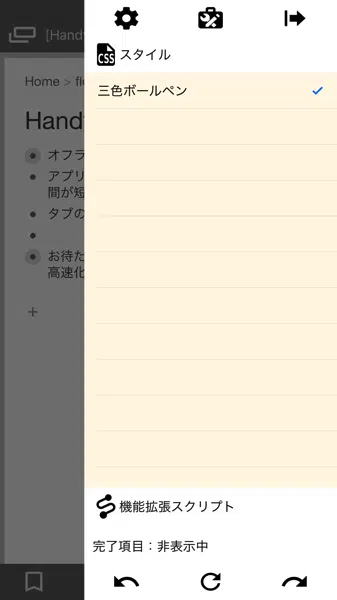 [Hand
CSS
スタイル
三色ボールペン
Home >
Hand
オフラ
アプリ
間が短
タブの
お待た
高速化
+
機能拡張スクリプト
完了項目：非表示中